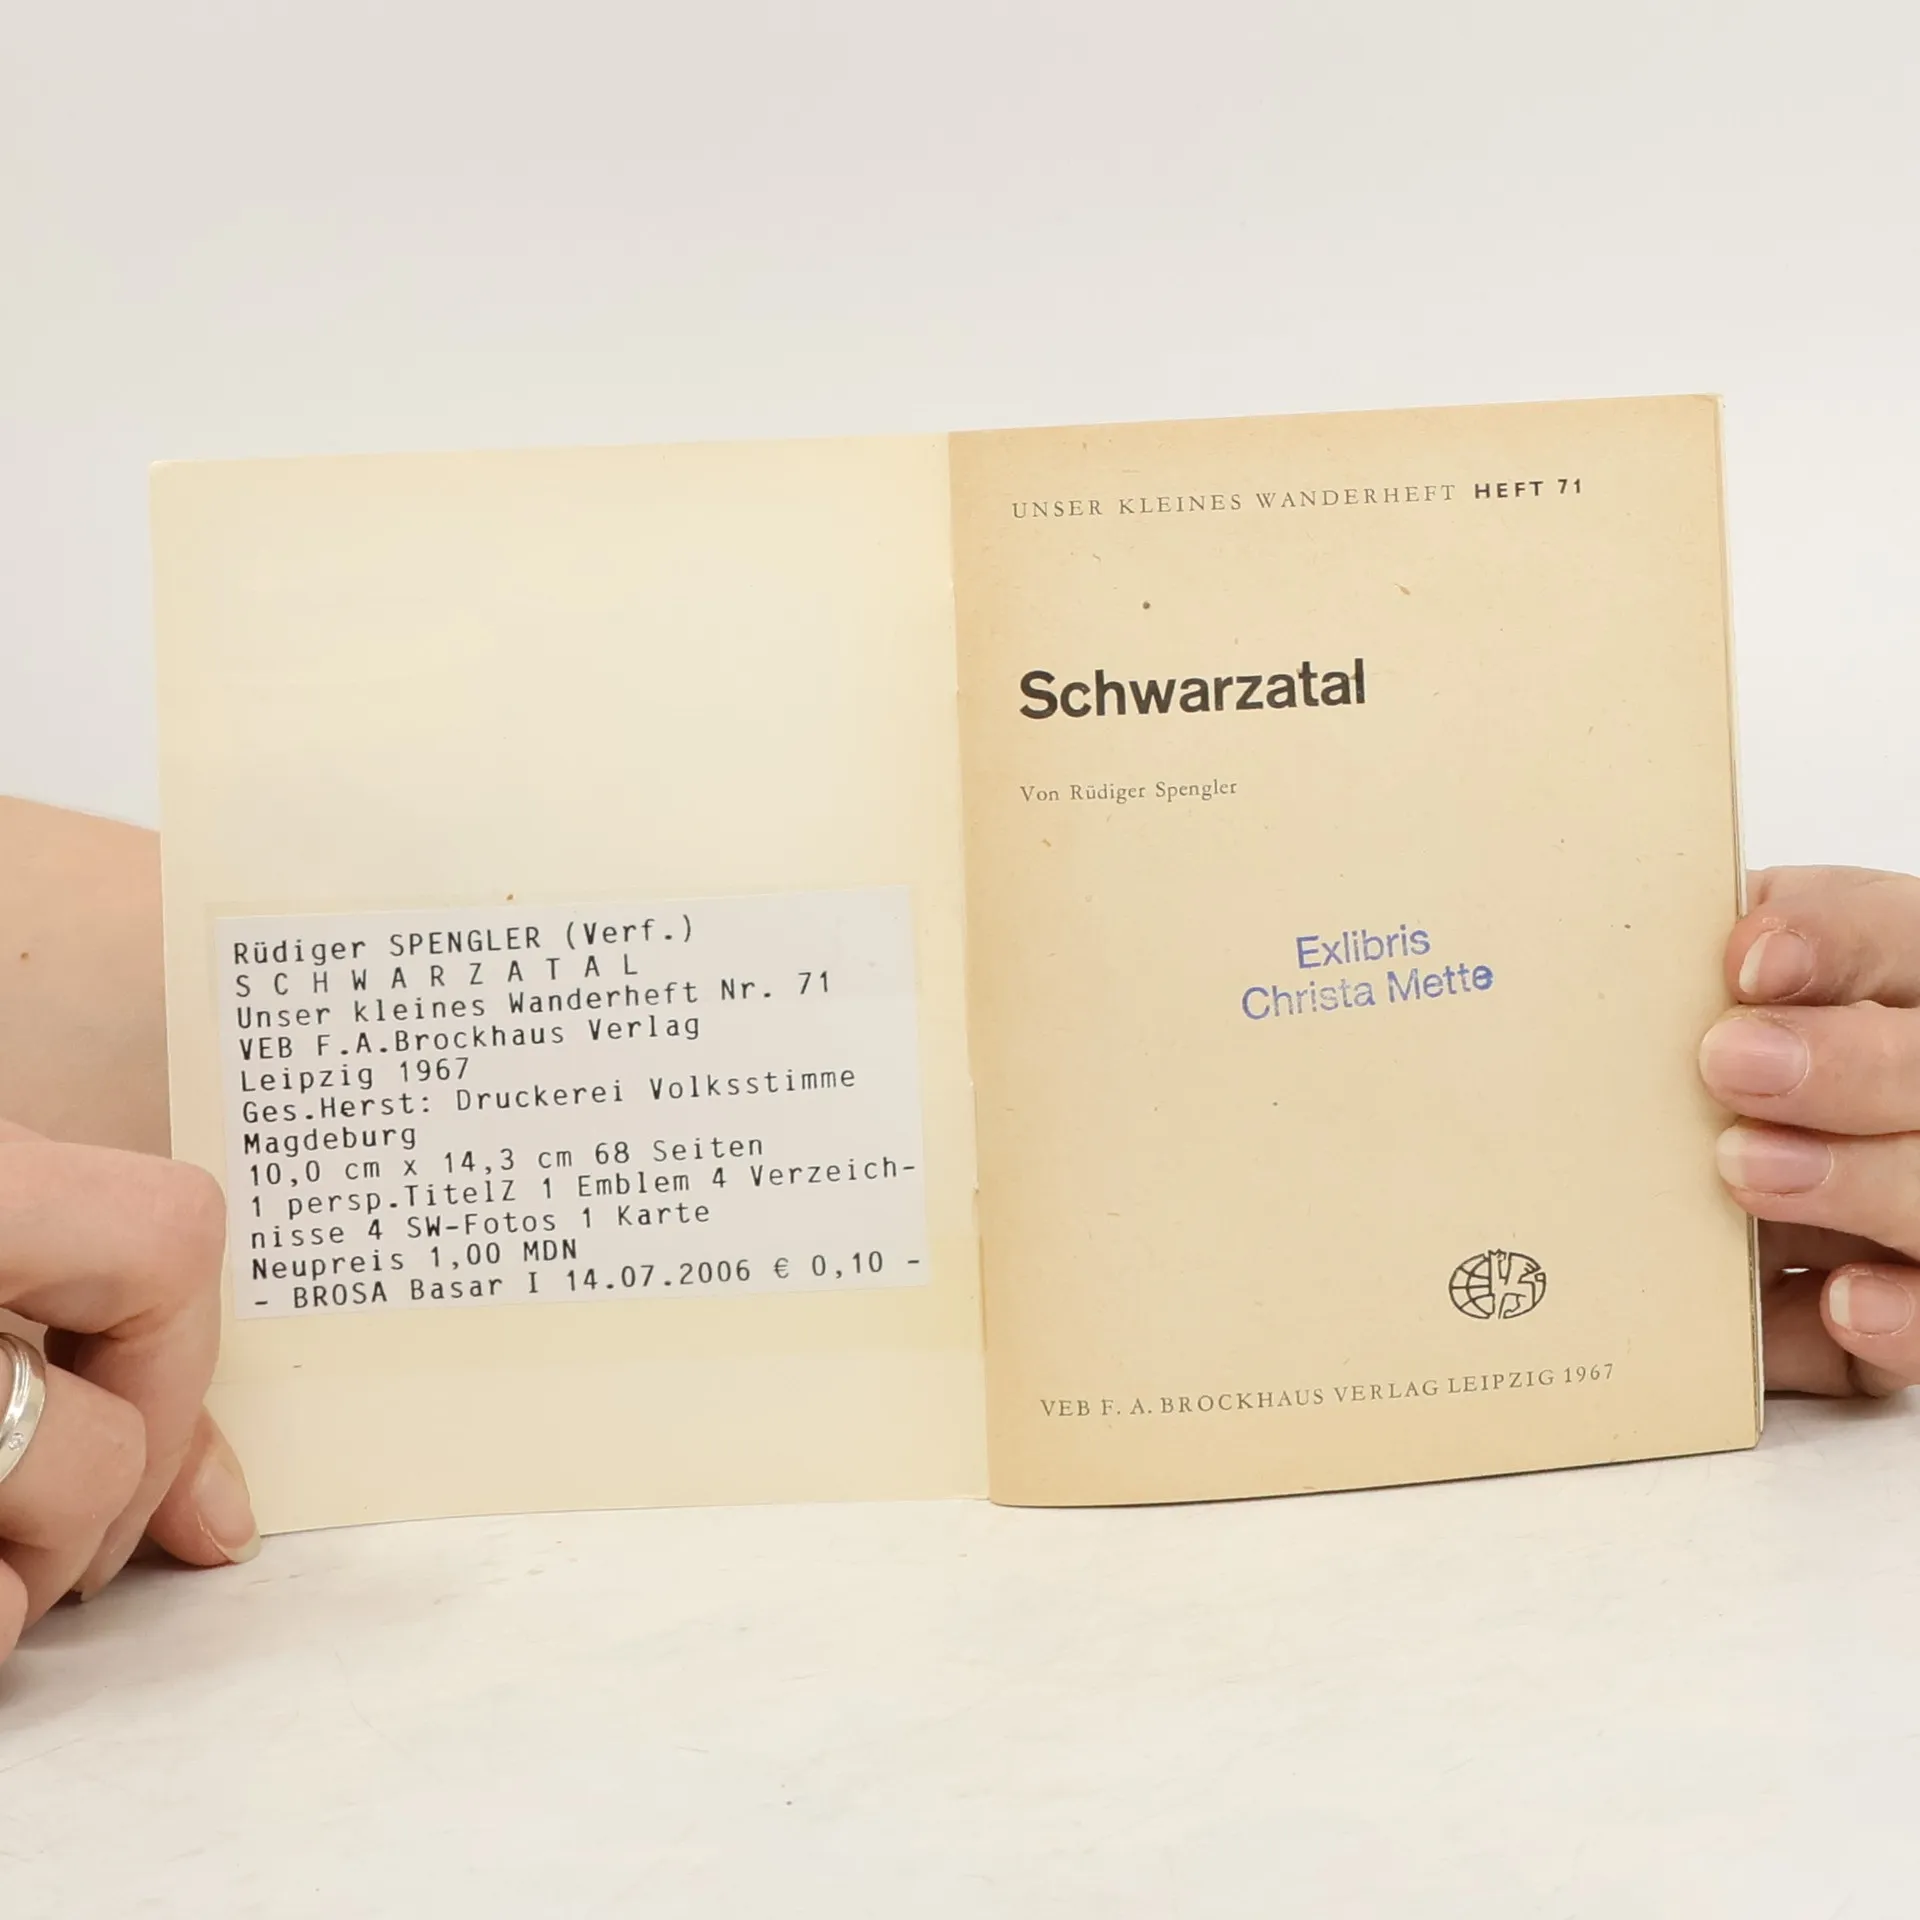 Rüdiger SPENGLER (Verf.)
S C H W A R Z A T A L
Unser kleines Wanderheft Nr. 71
VEB F.A.Brockhaus Verlag
Leipzig 1967
Ges.Herst: Druckerei Volksstimme
Magdeburg
10,0 cm x 14,3 cm 68 Seiten
1 persp.TitelZ 1 Emblem 4 Verzeich-
nisse 4 SW-Fotos 1 Karte
Neupreis 1,00 MDN
- BROSA Basar I 14.07.2006 € 0,10 -
UNSER KLEINES WANDERHEFT HEFT 71
Schwarzatal
Von Rüdiger Spengler
Exlibris
Christa Mette
VEB F. A. BROCKHAUS VERLAG LEIPZIG 1967